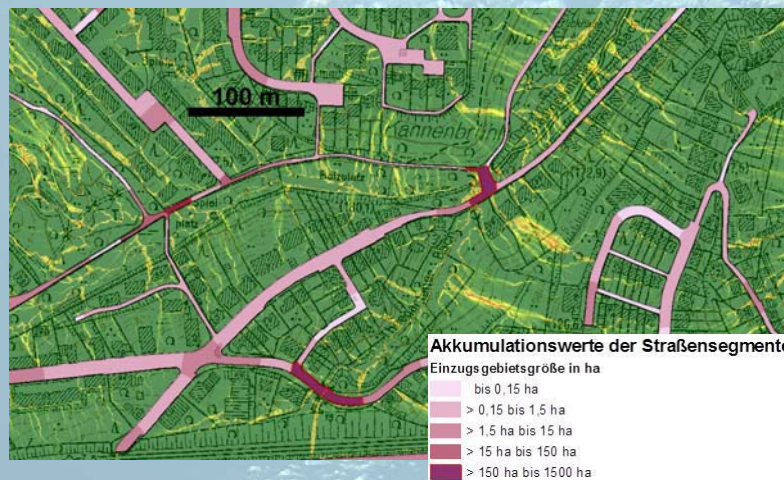 100 m
Akkumulationswerte der Straßensegmente
Einzugsgebietsgröße in ha
bis 0,15 ha
> 0,15 bis 1,5 ha
> 1,5 ha bis 15 ha
> 15 ha bis 150 ha
> 150 ha bis 1500 ha